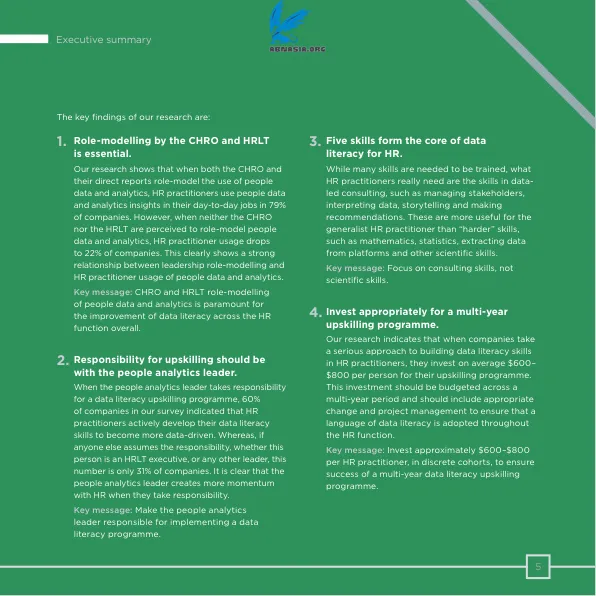 ABNASIA.ORG
Executive summary
The key findings of our research are:
1. Role-modelling by the CHRO and HRLT
is essential.
Our research shows that when both the CHRO and
their direct reports role-model the use of people
data and analytics, HR practitioners use people data
and analytics insights in their day-to-day jobs in 79%
of companies. However, when neither the CHRO
nor the HRLT are perceived to role-model people
data and analytics, HR practitioner usage drops
to 22% of companies. This clearly shows a strong
relationship between leadership role-modelling and
HR practitioner usage of people data and analytics.
Key message: CHRO and HRLT role-modelling
of people data and analytics is paramount for
the improvement of data literacy across the HR
function overall.
2. Responsibility for upskilling should be
with the people analytics leader.
When the people analytics leader takes responsibility
for a data literacy upskilling programme, 60%
of companies in our survey indicated that HR
practitioners actively develop their data literacy
skills to become more data-driven. Whereas, if
anyone else assumes the responsibility, whether this
person is an HRLT executive, or any other leader, this
number is only 31% of companies. It is clear that the
people analytics leader creates more momentum
with HR when they take responsibility.
Key message: Make the people analytics
leader responsible for implementing a data
literacy programme.
3. Five skills form the core of data
literacy for HR.
While many skills are needed to be trained, what
HR practitioners really need are the skills in data-
led consulting, such as managing stakeholders,
interpreting data, storytelling and making
recommendations. These are more useful for the
generalist HR practitioner than “harder” skills,
such as mathematics, statistics, extracting data
from platforms and other scientific skills.
Key message: Focus on consulting skills, not
scientific skills.
4. Invest appropriately for a multi-year
upskilling programme.
Our research indicates that when companies take
a serious approach to building data literacy skills
in HR practitioners, they invest on average $600–
$800 per person for their upskilling programme.
This investment should be budgeted across a
multi-year period and should include appropriate
change and project management to ensure that a
language of data literacy is adopted throughout
the HR function.
Key message: Invest approximately $600–$800
per HR practitioner, in discrete cohorts, to ensure
success of a multi-year data literacy upskilling
programme.
5